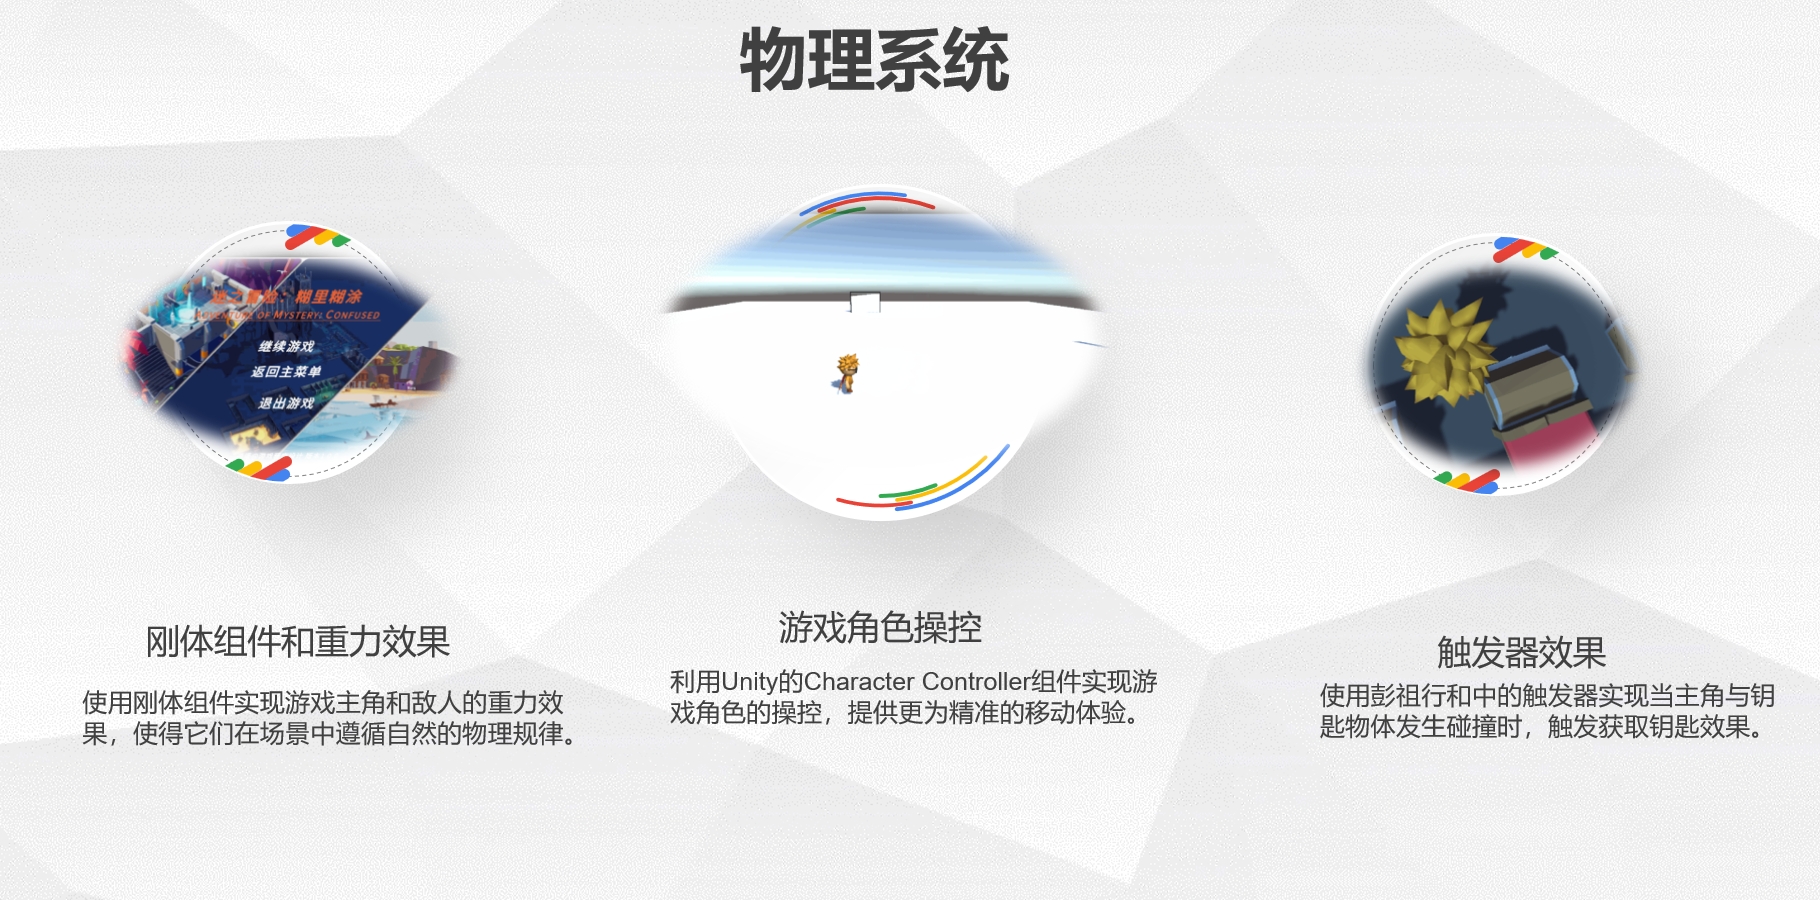 物理系统
糊里糊涂
ADVENTURE OF MYSTERY: CONFUSED
继续游戏
返回主菜单
退出游戏
刚体组件和重力效果
使用刚体组件实现游戏主角和敌人的重力效
果，使得它们在场景中遵循自然的物理规律。
游戏角色操控
利用Unity的Character Controller组件实现游
戏角色的操控，提供更为精准的移动体验。
触发器效果
使用彭祖行和中的触发器实现当主角与钥
匙物体发生碰撞时，触发获取钥匙效果。